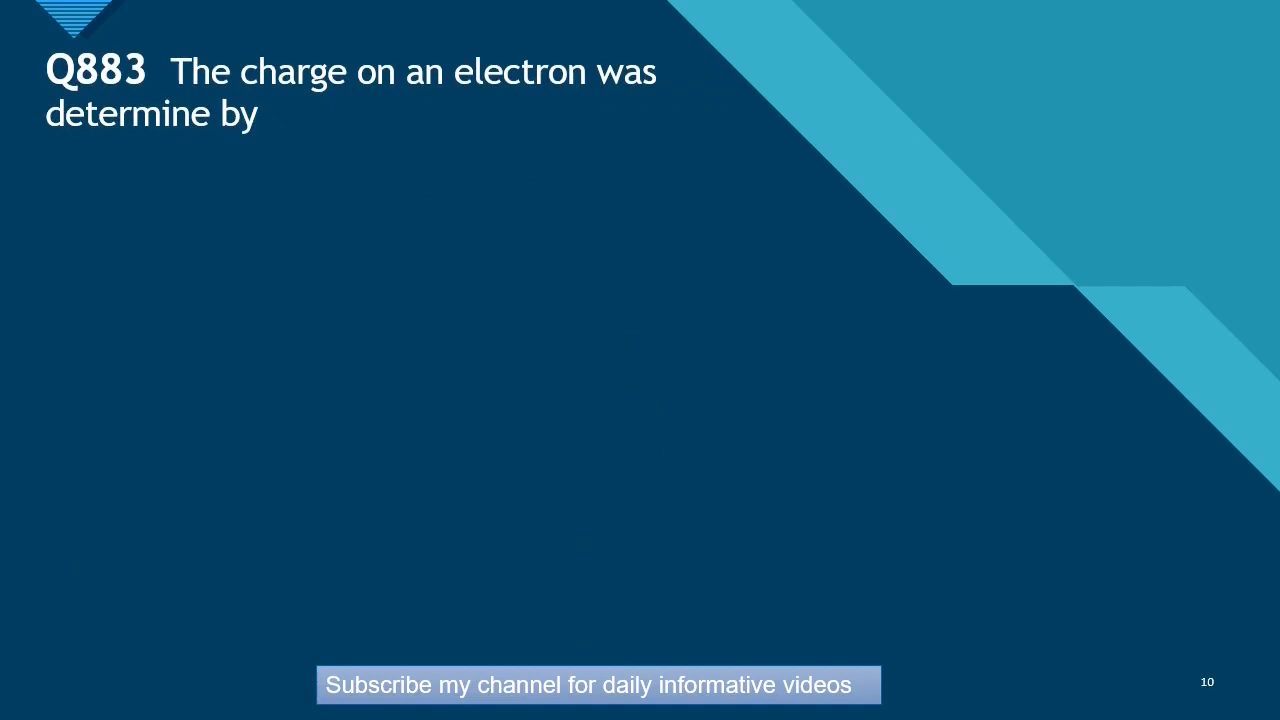 Q883 The charge on an electron was
determine by
Subscribe my channel for daily informative videos
10